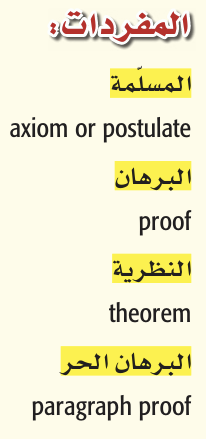 المفردات:
المسلّمة
axiom or postulate
البرهان
proof
النظرية
theorem
البرهان الحر
paragraph proof